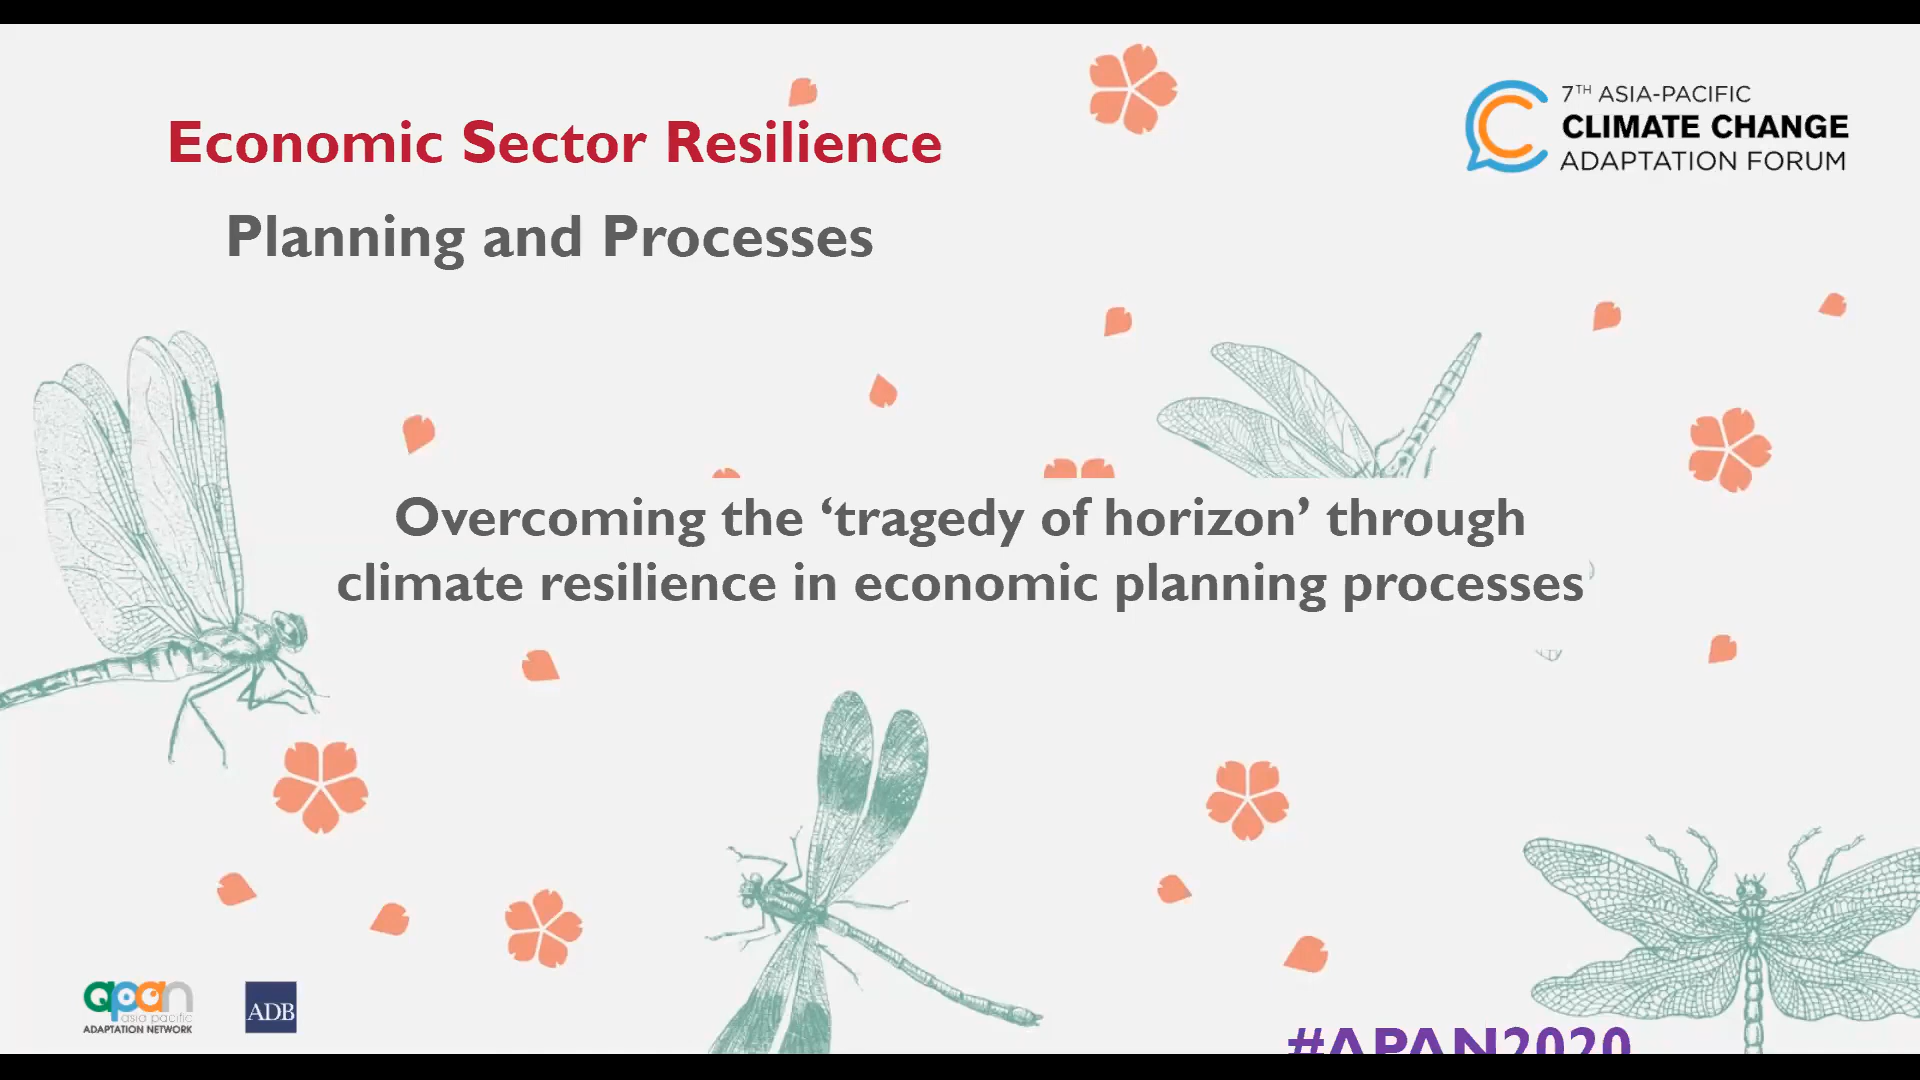 Economic Sector Resilience
Planning and Processes
7TH ASIA-PACIFIC
CLIMATE CHANGE
ADAPTATION FORUM
Overcoming the ‘tragedy of horizon’ through
climate resilience in economic planning processes
apan
asia pacific
ADAPTATION NETWORK
ADB
#APAN2020